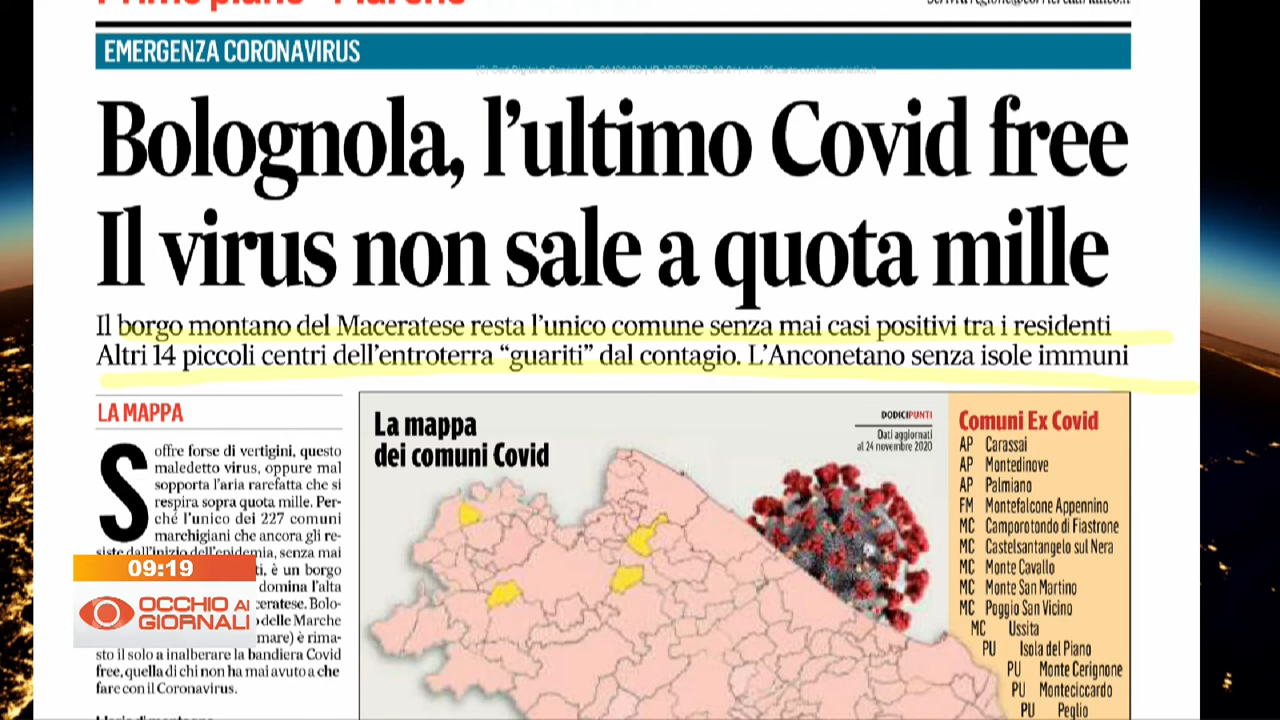 Primo piano Marche
EMERGENZA CORONAVIRUS
Bolognola, l'ultimo Covid free
Il virus non sale a quota mille
Il borgo montano del Maceratese resta l'unico comune senza mai casi positivi tra i residenti
Altri 14 piccoli centri dell'entroterra “guariti” dal contagio. L'Anconetano senza isole immuni
LA MAPPA
Soffre forse di vertigini, questo
maledetto virus, oppure mal
sopporta l'aria rarefatta che si
respira sopra quota mille. Per-
ché l'unico dei 227 comuni
marchigiani che ancora gli re-
siste dall'inizio dell'epidemia, senza mai
ti, è un borgo
domina l'alta
ceratese. Bolo-
delle Marche
mare) è rima-
sto il solo a inalberare la bandiera Covid
free, quella di chi non ha mai avuto a che
fare con il Coronavirus.
La mappa
dei comuni Covid
DODICIPUNTI
Dati aggiornati
al 24 novembre 2020
Comuni Ex Covid
AP Carassai
AP Montedinove
AP Palmiano
FM Montefalcone Appennino
MC Camporotondo di Fiastrone
MC Castelsantangelo sul Nera
MC Monte Cavallo
MC Monte San Martino
MC Poggio San Vicino
MC Ussita
PU Isola del Piano
PU Monte Cerignone
PU Monteciccardo
PU Peglio
09:19
OCCHIO AI
GIORNALI